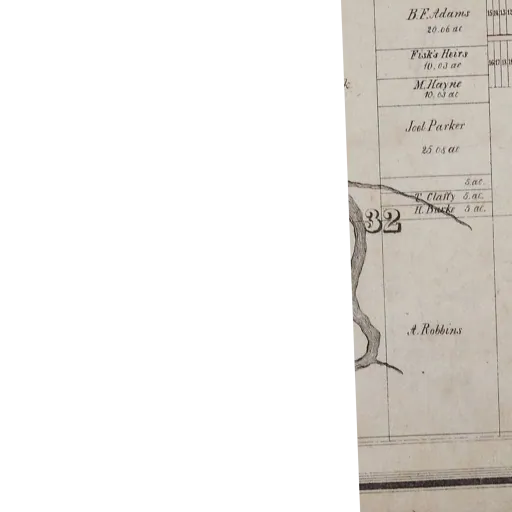 B.F. Adams
20.06 ac
Fisk's Heirs
10.03 ac
M. Hayne
10.03 ac
Joel Parker
25.08 ac
5.ac.
T. Claffy 5.ac.
H. Burke 5 ac.
32
A. Robbins